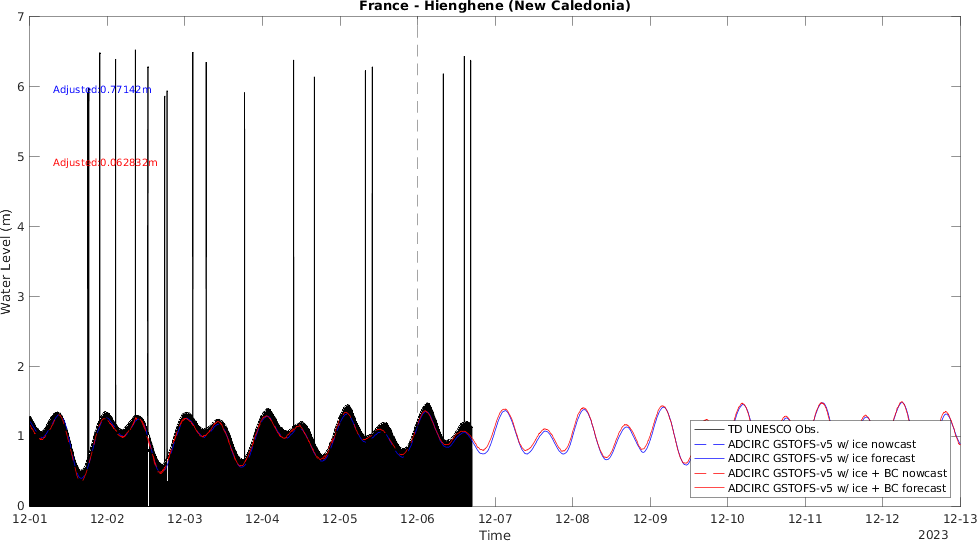 France - Hienghene (New Caledonia)
7
6
5
4
3
2
1
0
Water Level (m)
Adjusted:0.77142m
Adjusted:0.062832m
TD UNESCO Obs.
ADCIRC GSTOFS-v5 w/ ice nowcast
ADCIRC GSTOFS-v5 w/ ice forecast
ADCIRC GSTOFS-v5 w/ ice + BC nowcast
ADCIRC GSTOFS-v5 w/ ice + BC forecast
12-01 12-02 12-03 12-04 12-05 12-06 12-07 12-08 12-09 12-10 12-11 12-12 12-13
Time
2023